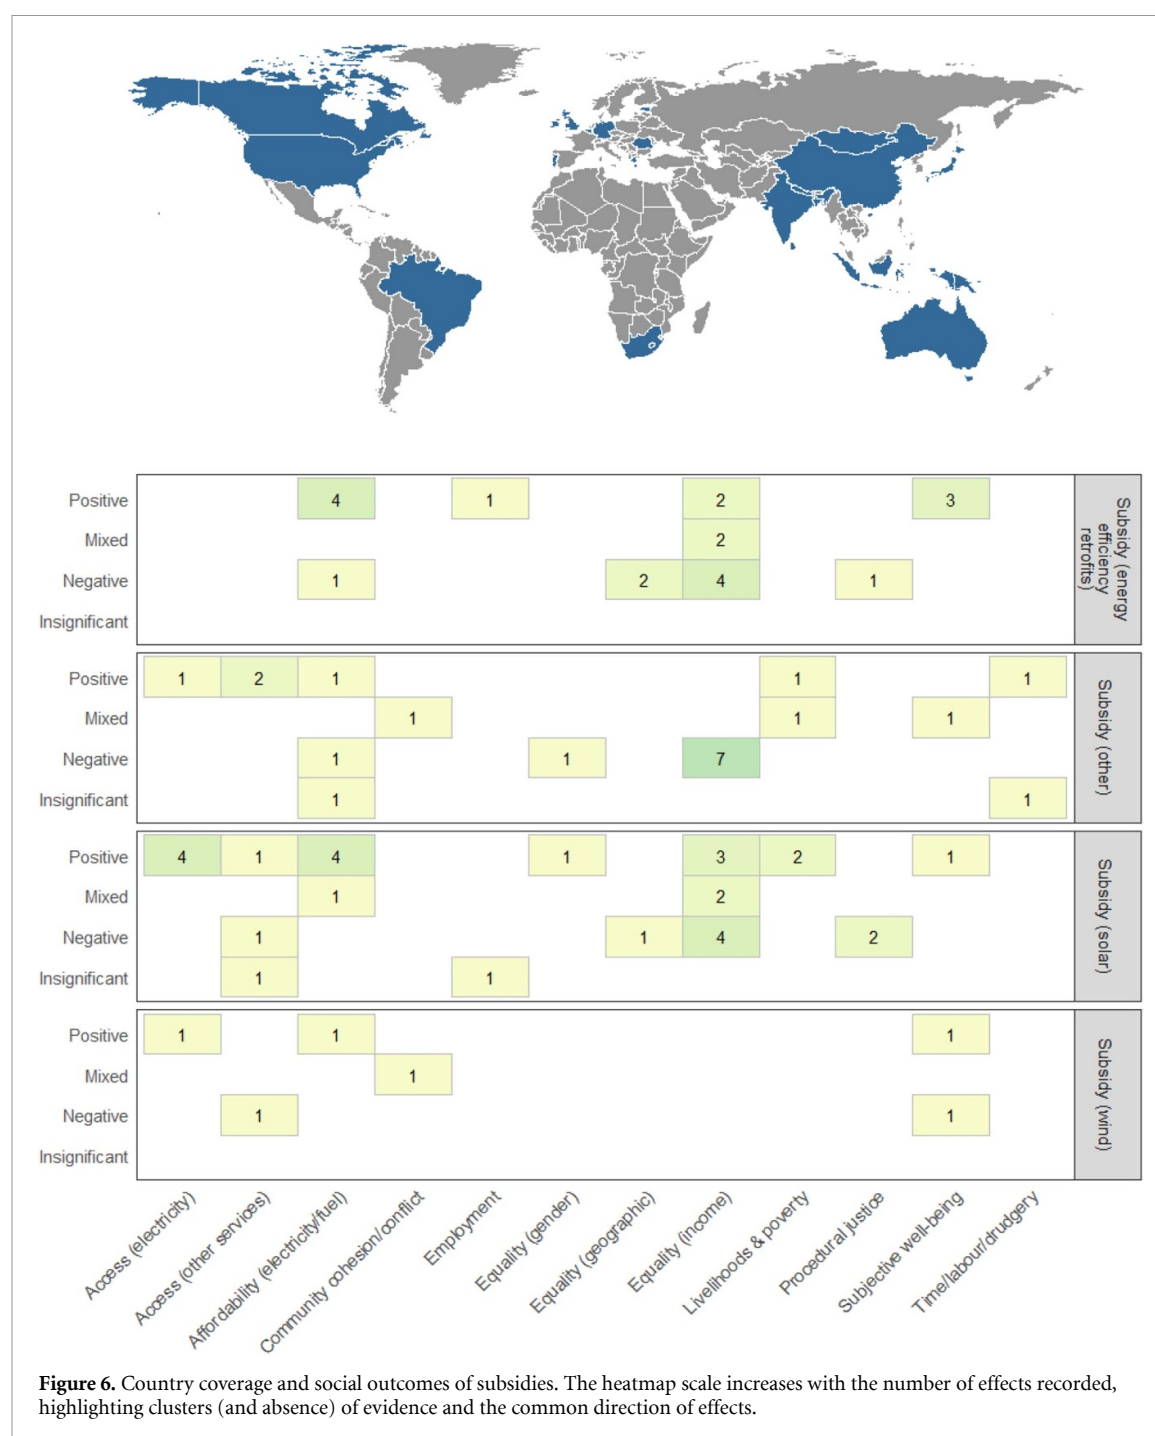 Positive 4 1 2 3
Mixed 2
Negative 1 2 4 1
Insignificant
Subsidy (energy
efficiency
retrofits)
Positive 1 2 1 1 1
Mixed 1 1 1
Negative 1 1 7
Insignificant 1 1
Subsidy (other)
Positive 4 1 4 1 3 2 1
Mixed 1 2
Negative 1 1 4 2
Insignificant 1 1
Subsidy (solar)
Positive 1 1 1
Mixed 1
Negative 1 1
Insignificant
Subsidy (wind)
Access (electricity)
Access (other services)
Affordability (electricity/fuel)
Community cohesion/conflict
Employment
Equality (gender)
Equality (geographic)
Equality (income)
Livelihoods & poverty
Procedural justice
Subjective well-being
Time/labour/drudgery
Figure 6. Country coverage and social outcomes of subsidies. The heatmap scale increases with the number of effects recorded,
highlighting clusters (and absence) of evidence and the common direction of effects.